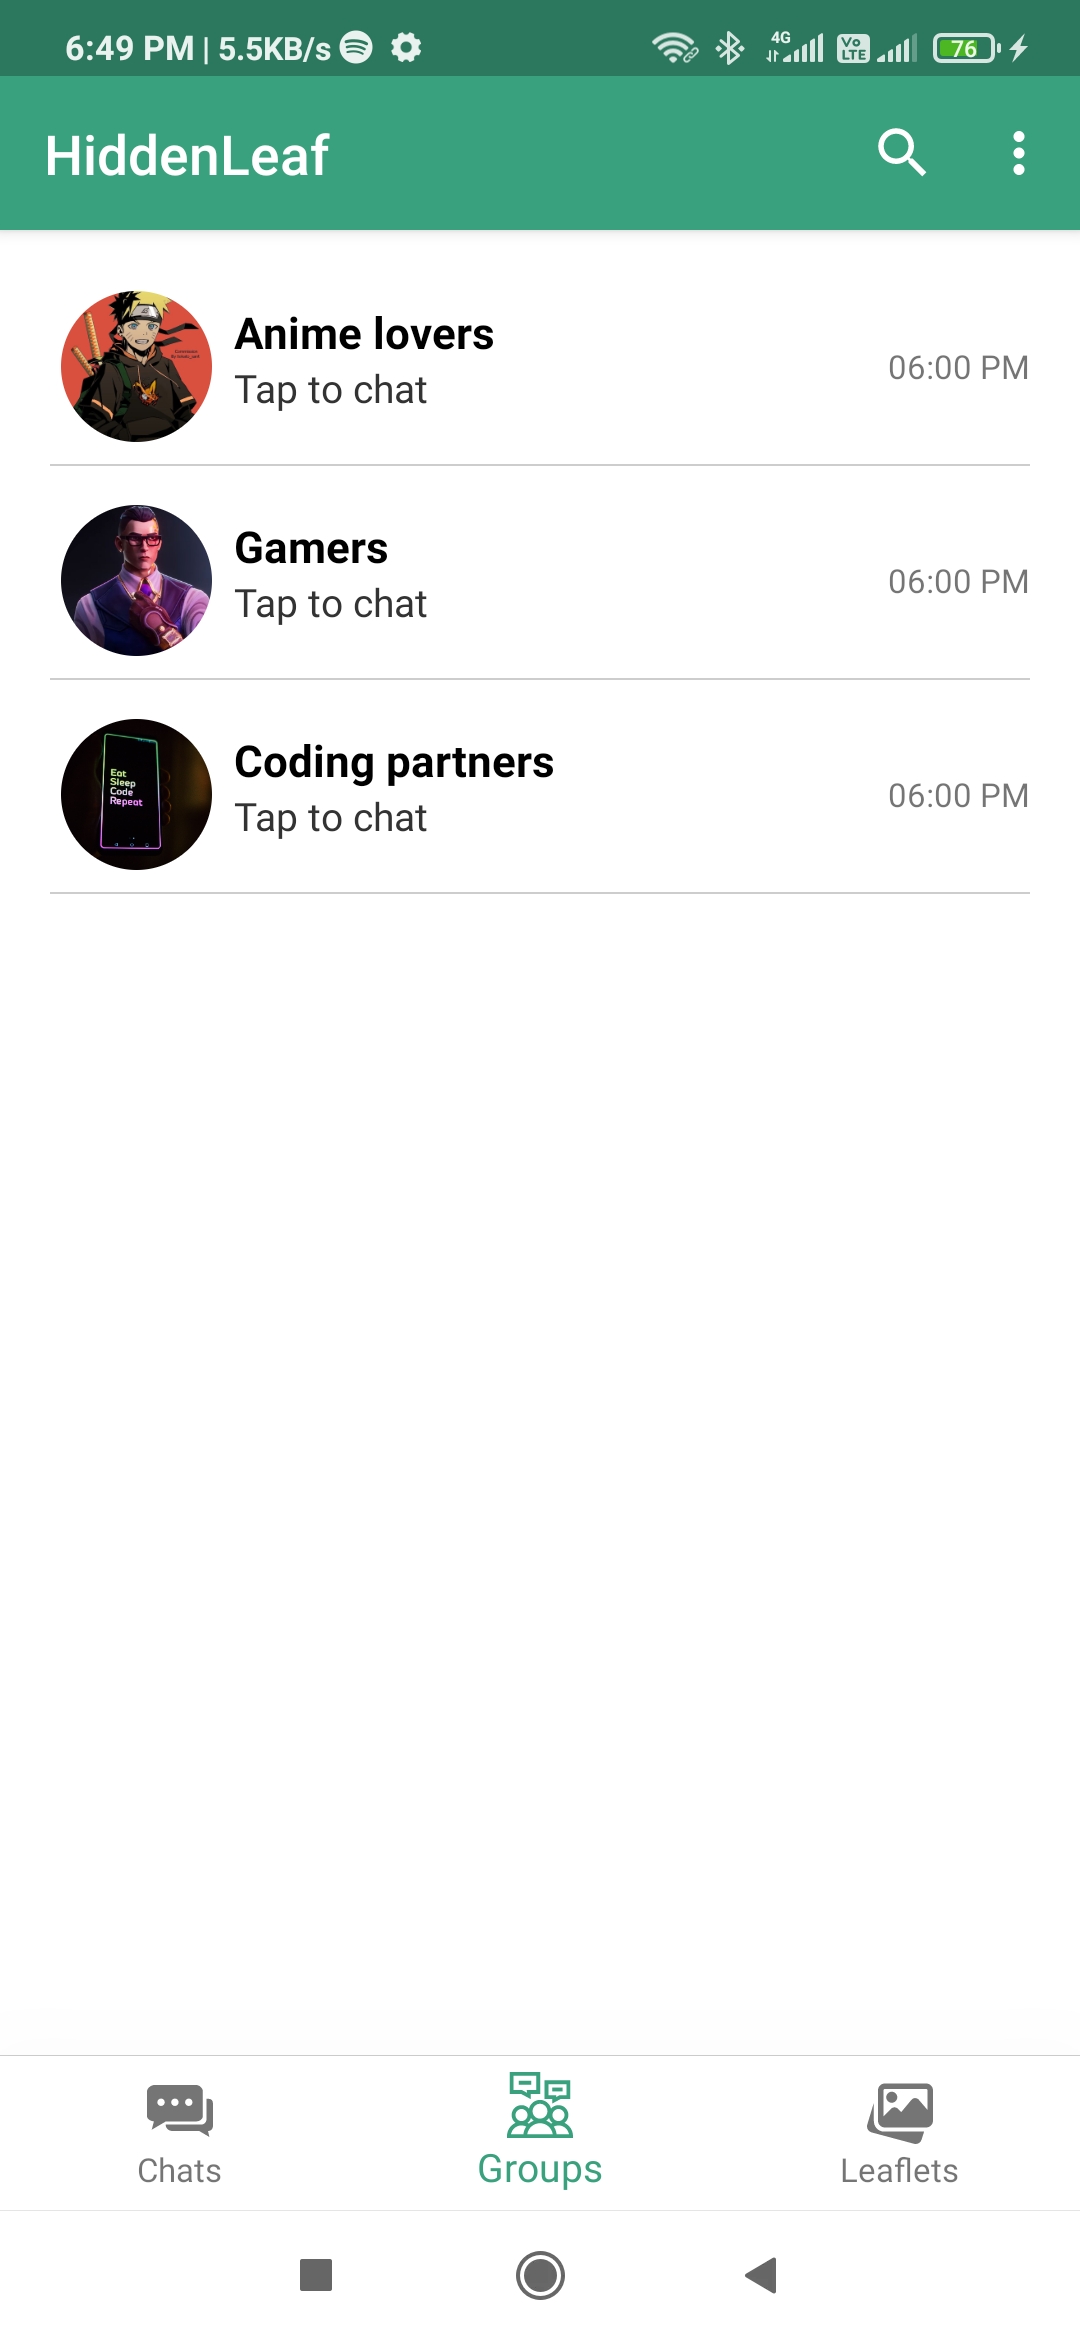 6:49 PM | 5.5KB/s
4G
Vo
LTE
76
HiddenLeaf
Anime lovers
Tap to chat
06:00 PM
Gamers
Tap to chat
06:00 PM
Eat
Sleep
Code
Repeat
Coding partners
Tap to chat
06:00 PM
Chats
Groups
Leaflets